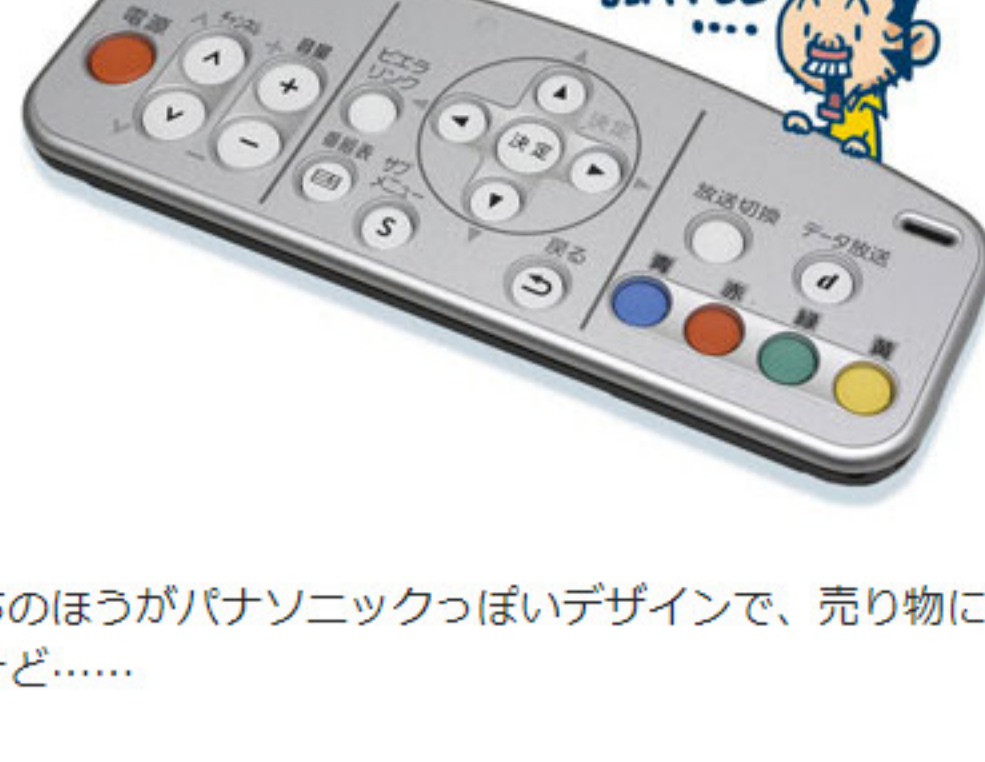 電源
チャンネル
音量
ビエラ
リンク
番組表
サブ
メニュー
S
決定
決定
戻る
放送切換
データ放送
d
青
赤
緑
黄
のほうがパナソニックっぽいデザインで、売り物に
ど……